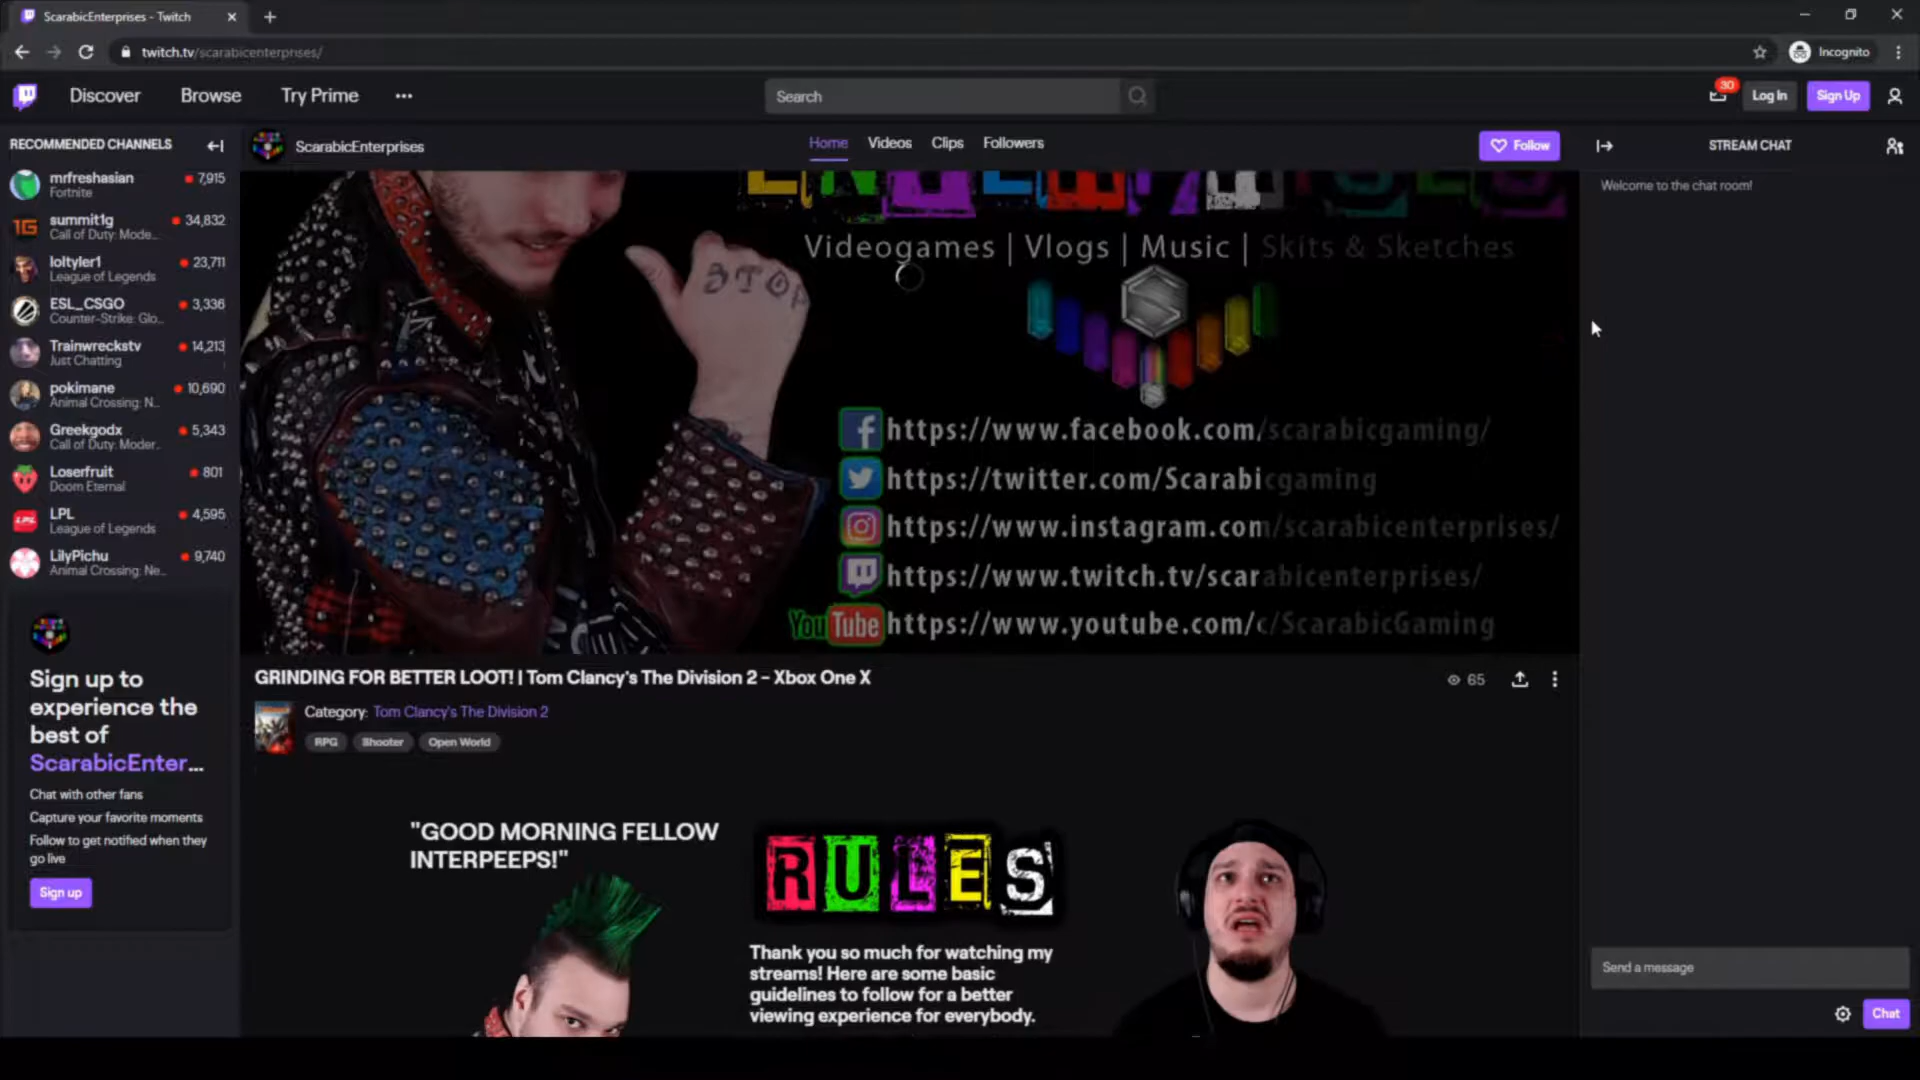 ScarabicEnterprises - Twitch
twitch.tv/scarabicenterprises/
Incognito
Discover
Browse
Try Prime
Search
30
Log In
Sign Up
RECOMMENDED CHANNELS
mrfreshasian
7,915
Fortnite
summit1g
34,832
Call of Duty: Mode...
loltyler1
23,711
League of Legends
ESL_CSGO
3,336
Counter-Strike: Glo...
Trainwreckstv
14,213
Just Chatting
pokimane
10,690
Animal Crossing: N...
Greekgodx
5,343
Call of Duty: Moder...
Loserfruit
801
Doom Eternal
LPL
4,595
League of Legends
LilyPichu
9,740
Animal Crossing: Ne...
Sign up to
experience the
best of
ScarabicEnter...
Chat with other fans
Capture your favorite moments
Follow to get notified when they
go live
Sign up
ScarabicEnterprises
Home
Videos
Clips
Followers
Follow
STOP
Videogames | Vlogs | Music | Skits & Sketches
https://www.facebook.com/scarabicgaming/
https://twitter.com/Scarabicgaming
https://www.instagram.com/scarabicenterprises/
https://www.twitch.tv/scarabicenterprises/
YouTube https://www.youtube.com/c/ScarabicGaming
GRINDING FOR BETTER LOOT! | Tom Clancy's The Division 2 - Xbox One X
65
Category: Tom Clancy's The Division 2
RPG
Shooter
Open World
"GOOD MORNING FELLOW
INTERPEEPS!"
RULES
Thank you so much for watching my
streams! Here are some basic
guidelines to follow for a better
viewing experience for everybody.
STREAM CHAT
Welcome to the chat room!
Send a message
Chat